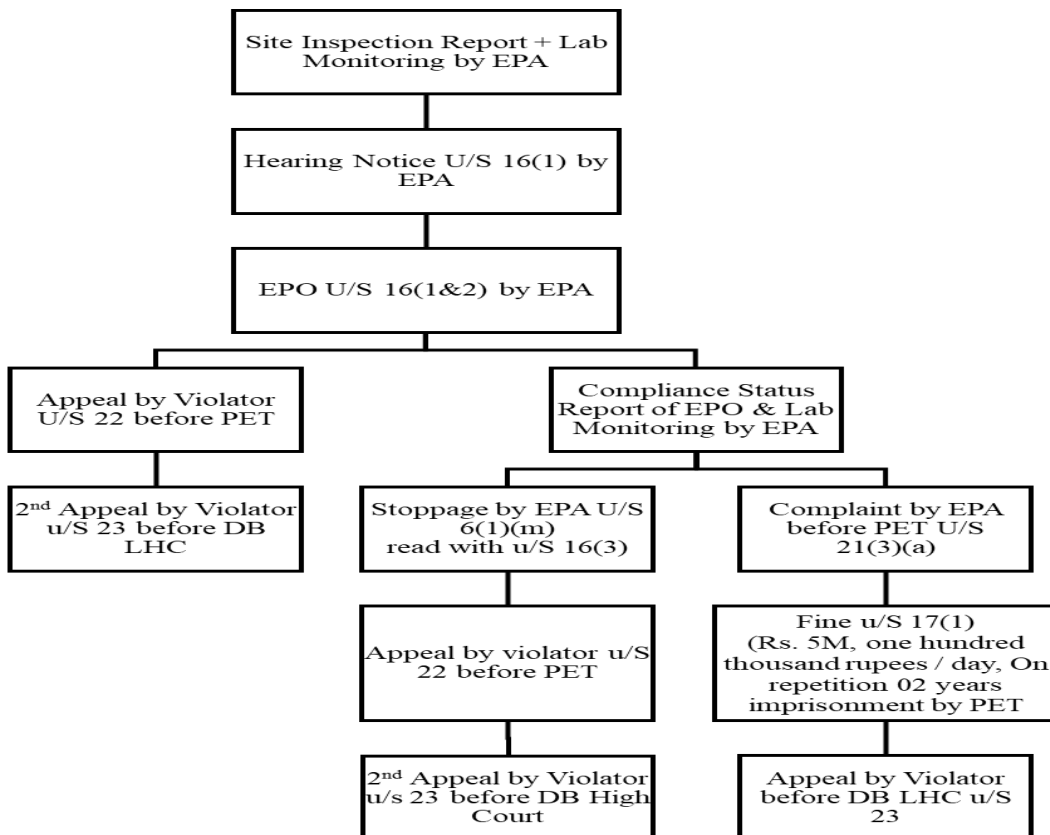 Site Inspection Report + Lab
Monitoring by EPA
Hearing Notice U/S 16(1) by
EPA
EPO U/S 16(1&2) by EPA
Appeal by Violator
U/S 22 before PET
Compliance Status
Report of EPO & Lab
Monitoring by EPA
2nd Appeal by Violator
u/S 23 before DB
LHC
Stoppage by EPA U/S
6(1)(m)
read with u/S 16(3)
Complaint by EPA
before PET U/S
21(3)(a)
Appeal by violator u/S
22 before PET
Fine u/S 17(1)
(Rs. 5M, one hundred
thousand rupees / day, On
repetition 02 years
imprisonment by PET
2nd Appeal by Violator
u/s 23 before DB High
Court
Appeal by Violator
before DB LHC u/S
23